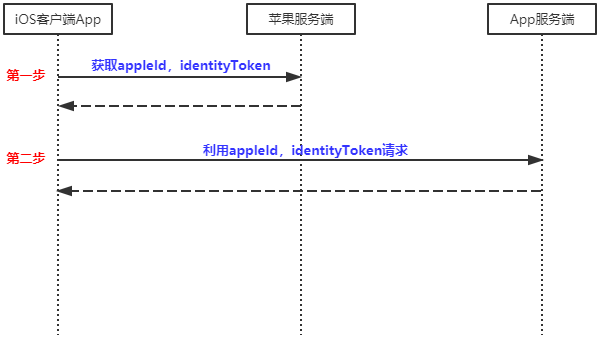 iOS客户端App
苹果服务端
App服务端
第一步
获取appleId，identityToken
第二步
利用appleId，identityToken请求